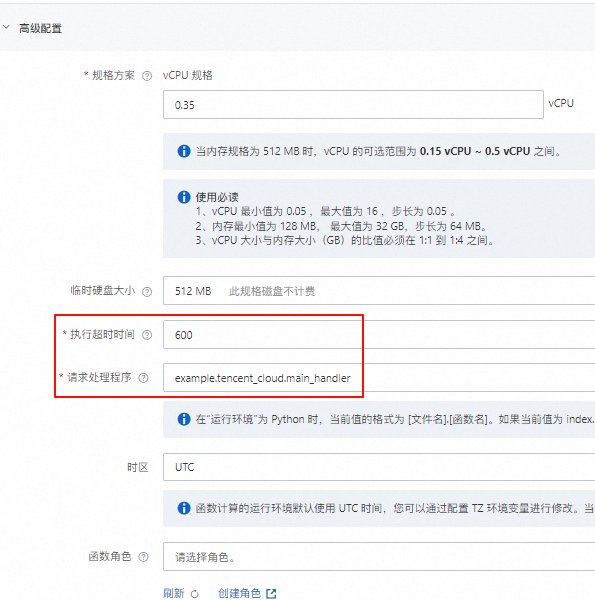 高级配置
* 规格方案 vCPU 规格
0.35 vCPU
当内存规格为 512 MB 时，vCPU 的可选范围为 0.15 vCPU ~ 0.5 vCPU 之间。
使用必读
1、vCPU 最小值为 0.05 ，最大值为 16 ，步长为 0.05 。
2、内存最小值为 128 MB， 最大值为 32 GB，步长为 64 MB。
3、vCPU 大小与内存大小（GB）的比值必须在 1:1 到 1:4 之间。
临时硬盘大小 512 MB 此规格磁盘不计费
* 执行超时时间 600
* 请求处理程序 example.tencent_cloud.main_handler
在“运行环境”为 Python 时，当前值的格式为 [文件名].[函数名]。如果当前值为 index.
时区 UTC
函数计算的运行环境默认使用 UTC 时间，您可以通过配置 TZ 环境变量进行修改。当
函数角色 请选择角色。
刷新 创建角色